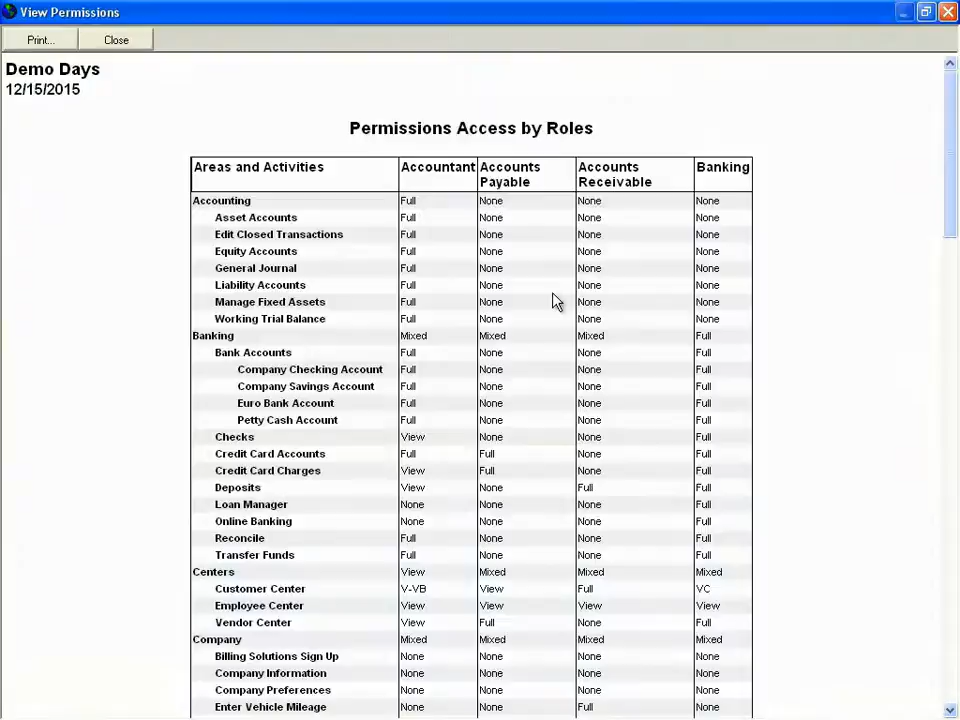 View Permissions
Print... Close
Demo Days
12/15/2015
Permissions Access by Roles
Areas and Activities Accountant Accounts Payable Accounts Receivable Banking
Accounting Full None None None
Asset Accounts Full None None None
Edit Closed Transactions Full None None None
Equity Accounts Full None None None
General Journal Full None None None
Liability Accounts Full None None None
Manage Fixed Assets Full None None None
Working Trial Balance Full None None None
Banking Mixed Mixed Mixed Full
Bank Accounts Full None None Full
Company Checking Account Full None None Full
Company Savings Account Full None None Full
Euro Bank Account Full None None Full
Petty Cash Account Full None None Full
Checks View None None Full
Credit Card Accounts Full Full None Full
Credit Card Charges View Full None Full
Deposits View None Full Full
Loan Manager None None None Full
Online Banking None None None Full
Reconcile Full None None Full
Transfer Funds Full None None Full
Centers View Mixed Mixed Mixed
Customer Center V-VB View Full VC
Employee Center View View View View
Vendor Center View Full None Full
Company Mixed Mixed Mixed Mixed
Billing Solutions Sign Up None None None None
Company Information None None None None
Company Preferences None None None None
Enter Vehicle Mileage None None Full None